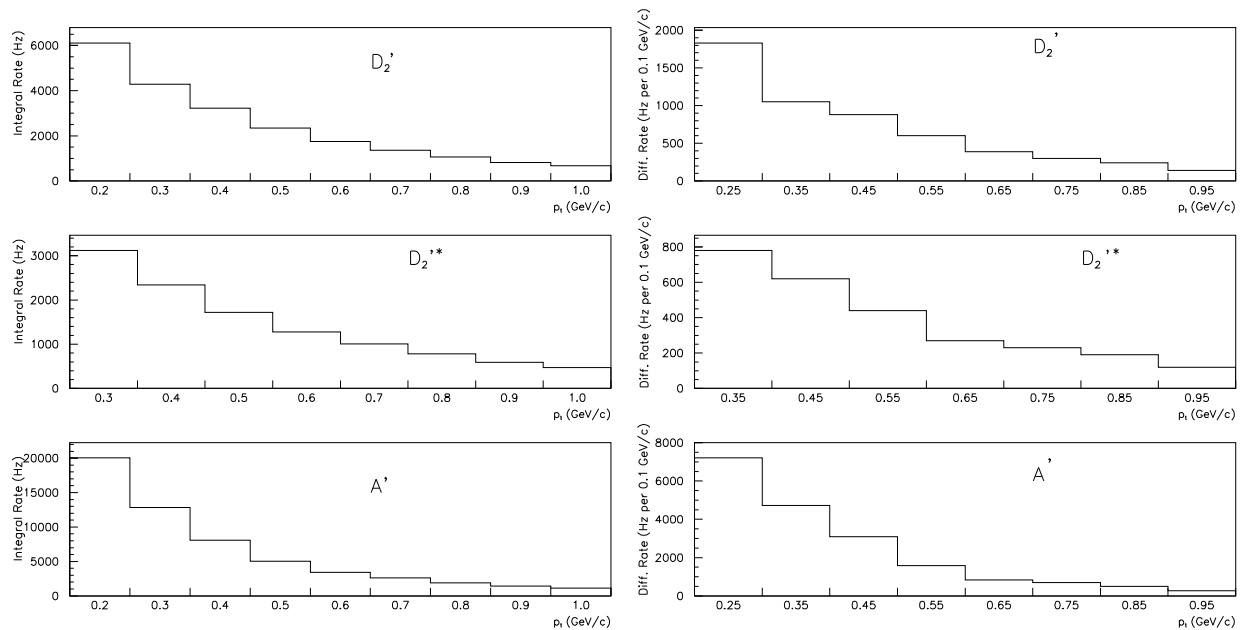 Integral Rate (Hz)
6000
4000
2000
0
D₂'
0.2 0.3 0.4 0.5 0.6 0.7 0.8 0.9 1.0
pₜ (GeV/c)
Diff. Rate (Hz per 0.1 GeV/c)
2000
1500
1000
500
0
D₂'
0.25 0.35 0.45 0.55 0.65 0.75 0.85 0.95
pₜ (GeV/c)
Integral Rate (Hz)
3000
2000
1000
0
D₂'*
0.3 0.4 0.5 0.6 0.7 0.8 0.9 1.0
pₜ (GeV/c)
Diff. Rate (Hz per 0.1 GeV/c)
800
600
400
200
0
D₂'*
0.35 0.45 0.55 0.65 0.75 0.85 0.95
pₜ (GeV/c)
Integral Rate (Hz)
20000
15000
10000
5000
0
A'
0.2 0.3 0.4 0.5 0.6 0.7 0.8 0.9 1.0
pₜ (GeV/c)
Diff. Rate (Hz per 0.1 GeV/c)
8000
6000
4000
2000
0
A'
0.25 0.35 0.45 0.55 0.65 0.75 0.85 0.95
pₜ (GeV/c)